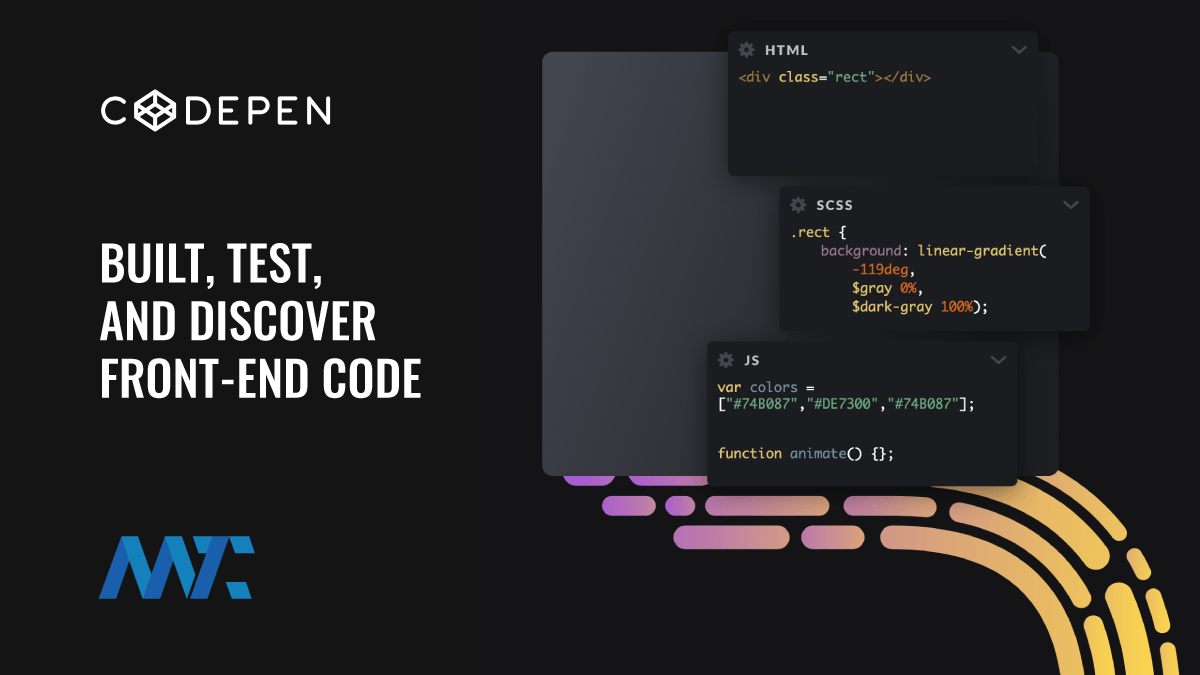 CODEPEN
BUILT, TEST,
AND DISCOVER
FRONT-END CODE
MTC
HTML
<div class="rect"></div>
SCSS
.rect {
background: linear-gradient(
-119deg,
$gray 0%,
$dark-gray 100%);
JS
var colors =
["#74B087","#DE7300","#74B087"];
function animate() {};